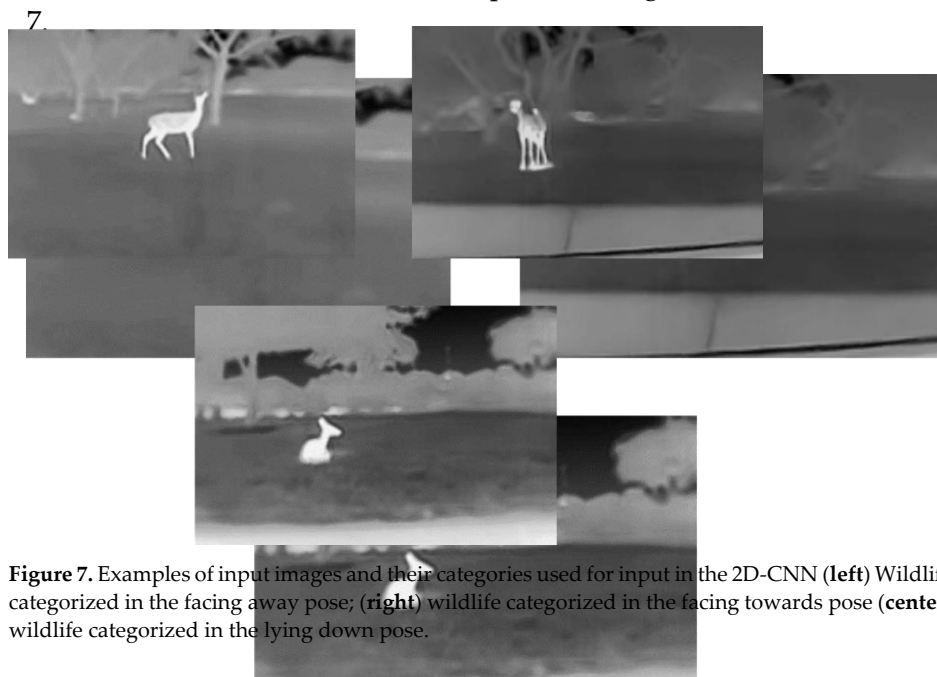 7.
Figure 7. Examples of input images and their categories used for input in the 2D-CNN (left) Wildli
categorized in the facing away pose; (right) wildlife categorized in the facing towards pose (cente
wildlife categorized in the lying down pose.